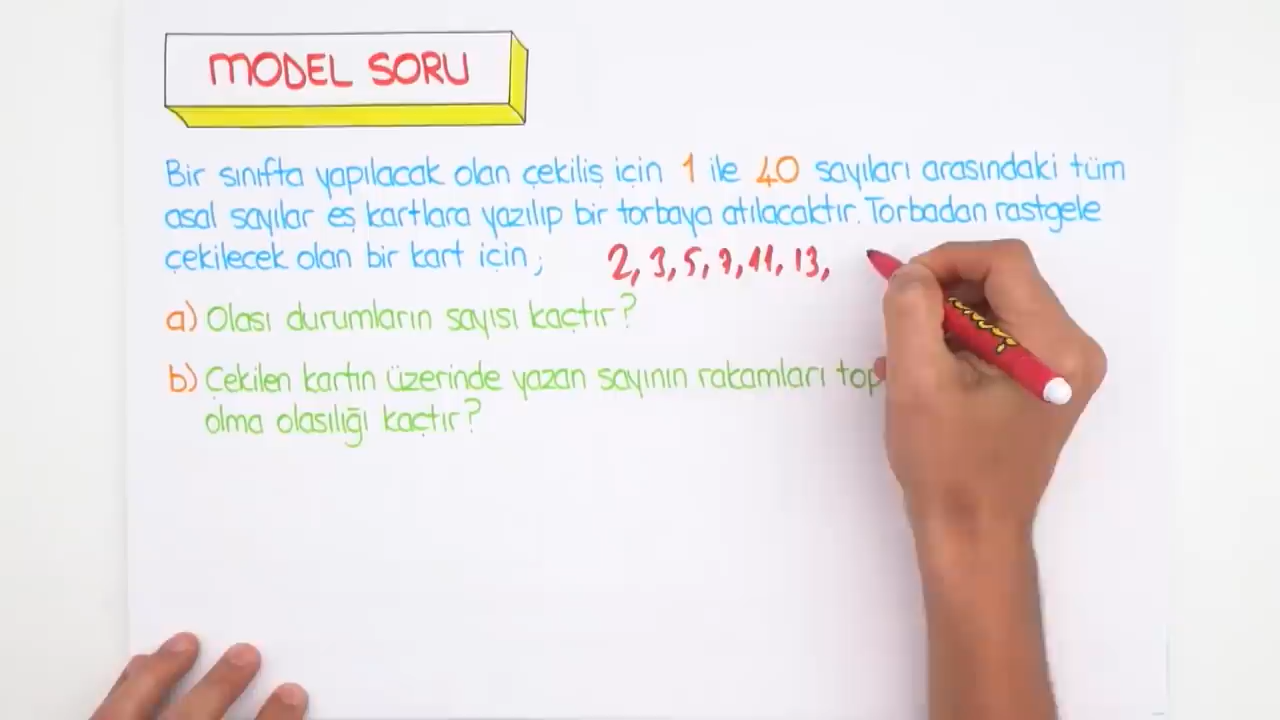 MODEL SORU
Bir sınıfta yapılacak olan çekiliş için 1 ile 40 sayıları arasındaki tüm
asal sayılar eş kartlara yazılıp bir torbaya atılacaktır. Torbadan rastgele
çekilecek olan bir kart için; 2, 3, 5, 7, 11, 13,
a) Olası durumların sayısı kaçtır?
b) Çekilen kartın üzerinde yazan sayının rakamları top
olma olasılığı kaçtır?